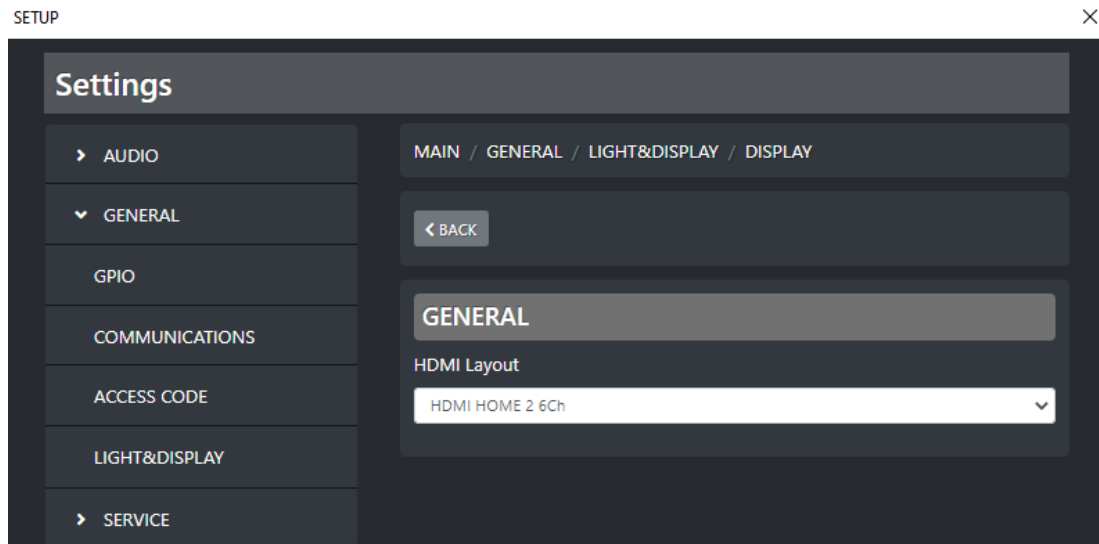 SETUP
Settings
AUDIO
GENERAL
GPIO
COMMUNICATIONS
ACCESS CODE
LIGHT&DISPLAY
SERVICE
MAIN / GENERAL / LIGHT&DISPLAY / DISPLAY
BACK
GENERAL
HDMI Layout
HDMI HOME 2 6Ch